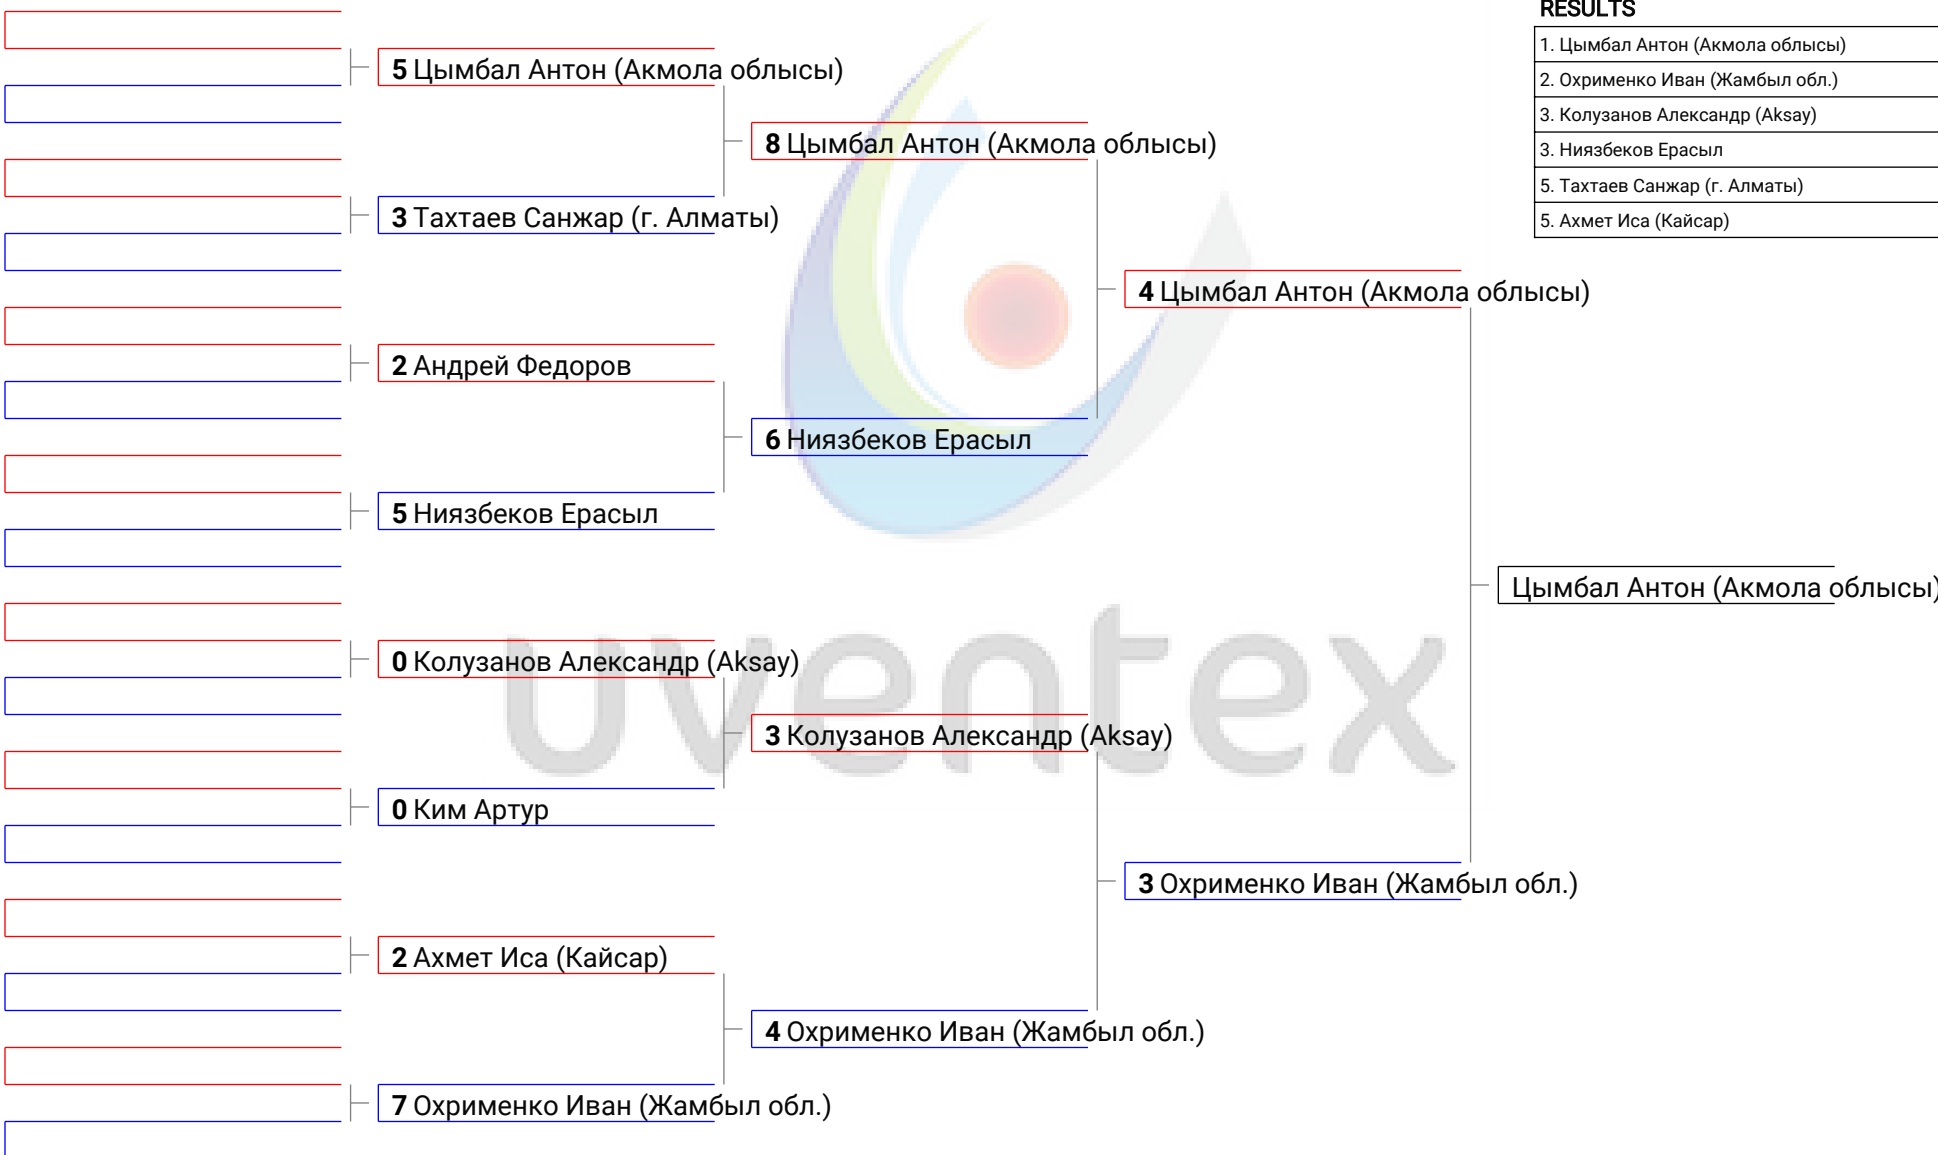 RESULTS
1. Цымбал Антон (Акмола облысы)
2. Охрименко Иван (Жамбыл обл.)
3. Колузанов Александр (Aksay)
3. Ниязбеков Ерасыл
5. Тахтаев Санжар (г. Алматы)
5. Ахмет Иса (Кайсар)
5 Цымбал Антон (Акмола облысы)
8 Цымбал Антон (Акмола облысы)
3 Тахтаев Санжар (г. Алматы)
4 Цымбал Антон (Акмола облысы)
2 Андрей Федоров
6 Ниязбеков Ерасыл
5 Ниязбеков Ерасыл
Цымбал Антон (Акмола облысы)
0 Колузанов Александр (Aksay)
uventex
3 Колузанов Александр (Aksay)
0 Ким Артур
3 Охрименко Иван (Жамбыл обл.)
2 Ахмет Иса (Кайсар)
4 Охрименко Иван (Жамбыл обл.)
7 Охрименко Иван (Жамбыл обл.)